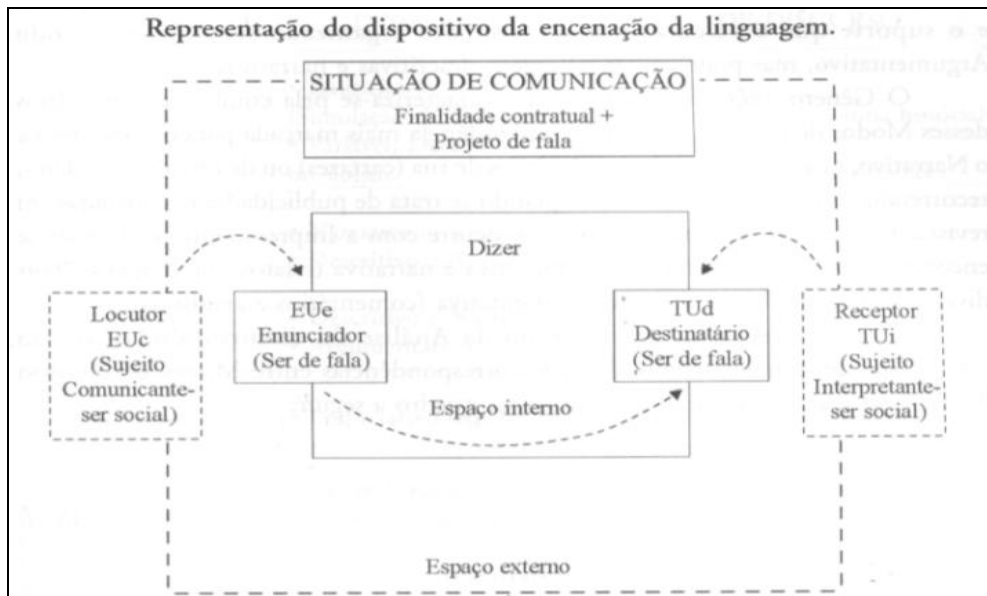 Representação do dispositivo da encenação da linguagem.
SITUAÇÃO DE COMUNICAÇÃO
Finalidade contratual +
Projeto de fala
Dizer
Locutor
EUc
(Sujeito
Comunicante-
ser social)
EUe
Enunciador
(Ser de fala)
TUd
Destinatário
(Ser de fala)
Receptor
TUi
(Sujeito
Interpretante-
ser social)
Espaço interno
Espaço externo